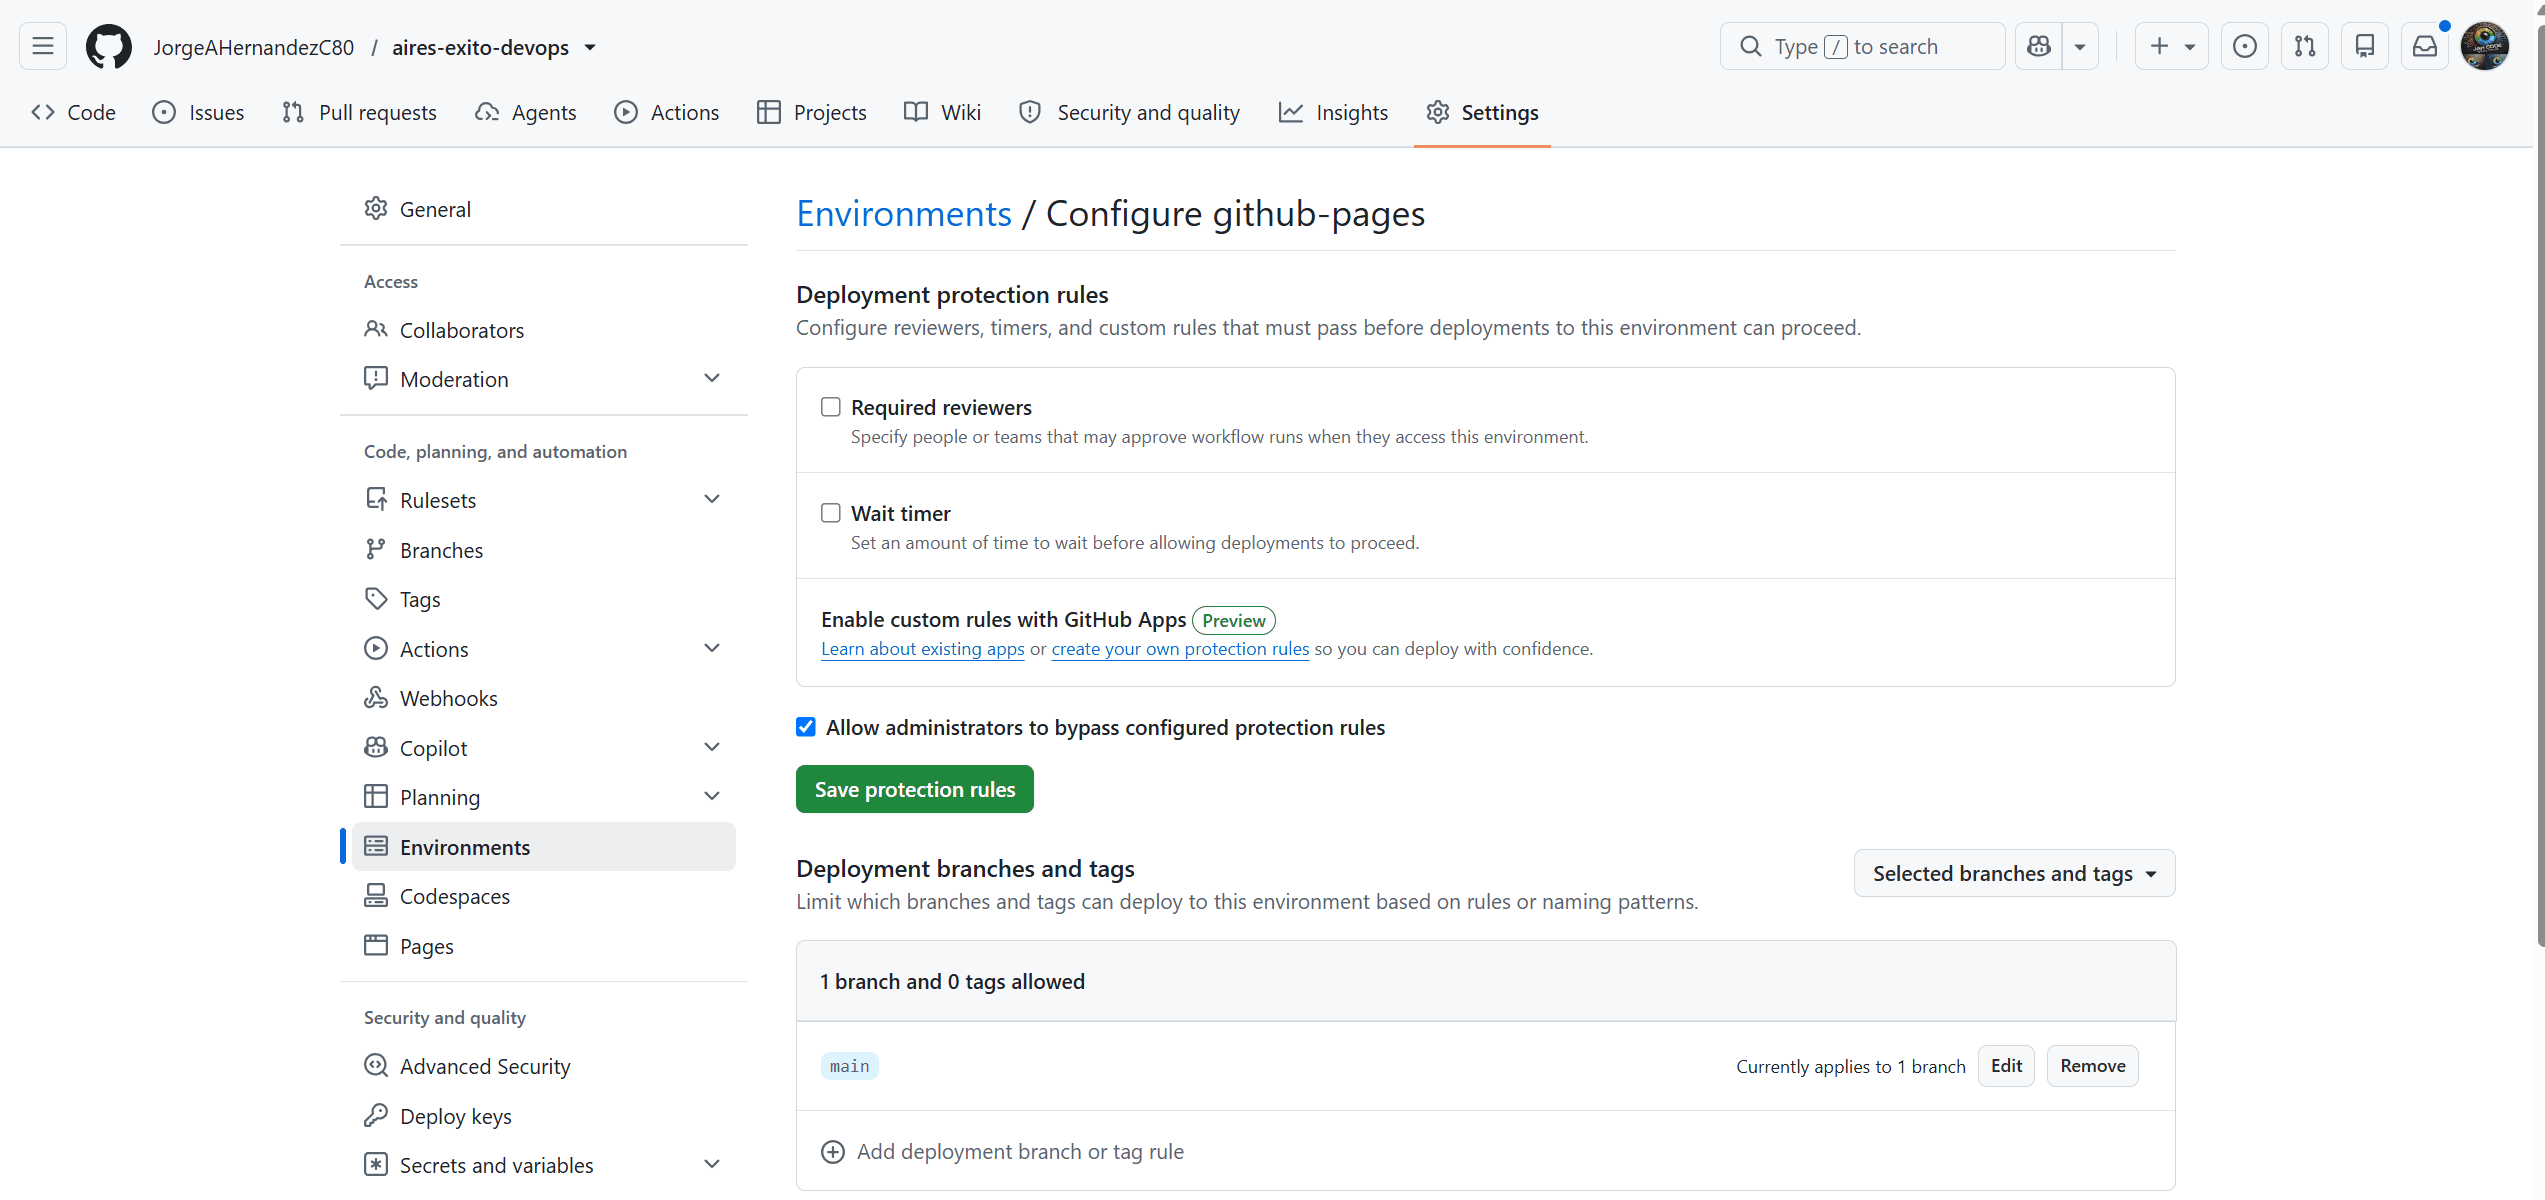 JorgeAHernandezC80 / aires-exito-devops
Type / to search
Code
Issues
Pull requests
Agents
Actions
Projects
Wiki
Security and quality
Insights
Settings
General
Access
Collaborators
Moderation
Code, planning, and automation
Rulesets
Branches
Tags
Actions
Webhooks
Copilot
Planning
Environments
Codespaces
Pages
Security and quality
Advanced Security
Deploy keys
Secrets and variables
Environments / Configure github-pages
Deployment protection rules
Configure reviewers, timers, and custom rules that must pass before deployments to this environment can proceed.
Required reviewers
Specify people or teams that may approve workflow runs when they access this environment.
Wait timer
Set an amount of time to wait before allowing deployments to proceed.
Enable custom rules with GitHub Apps Preview
Learn about existing apps or create your own protection rules so you can deploy with confidence.
Allow administrators to bypass configured protection rules
Save protection rules
Deployment branches and tags
Limit which branches and tags can deploy to this environment based on rules or naming patterns.
Selected branches and tags
1 branch and 0 tags allowed
main
Currently applies to 1 branch
Edit
Remove
Add deployment branch or tag rule